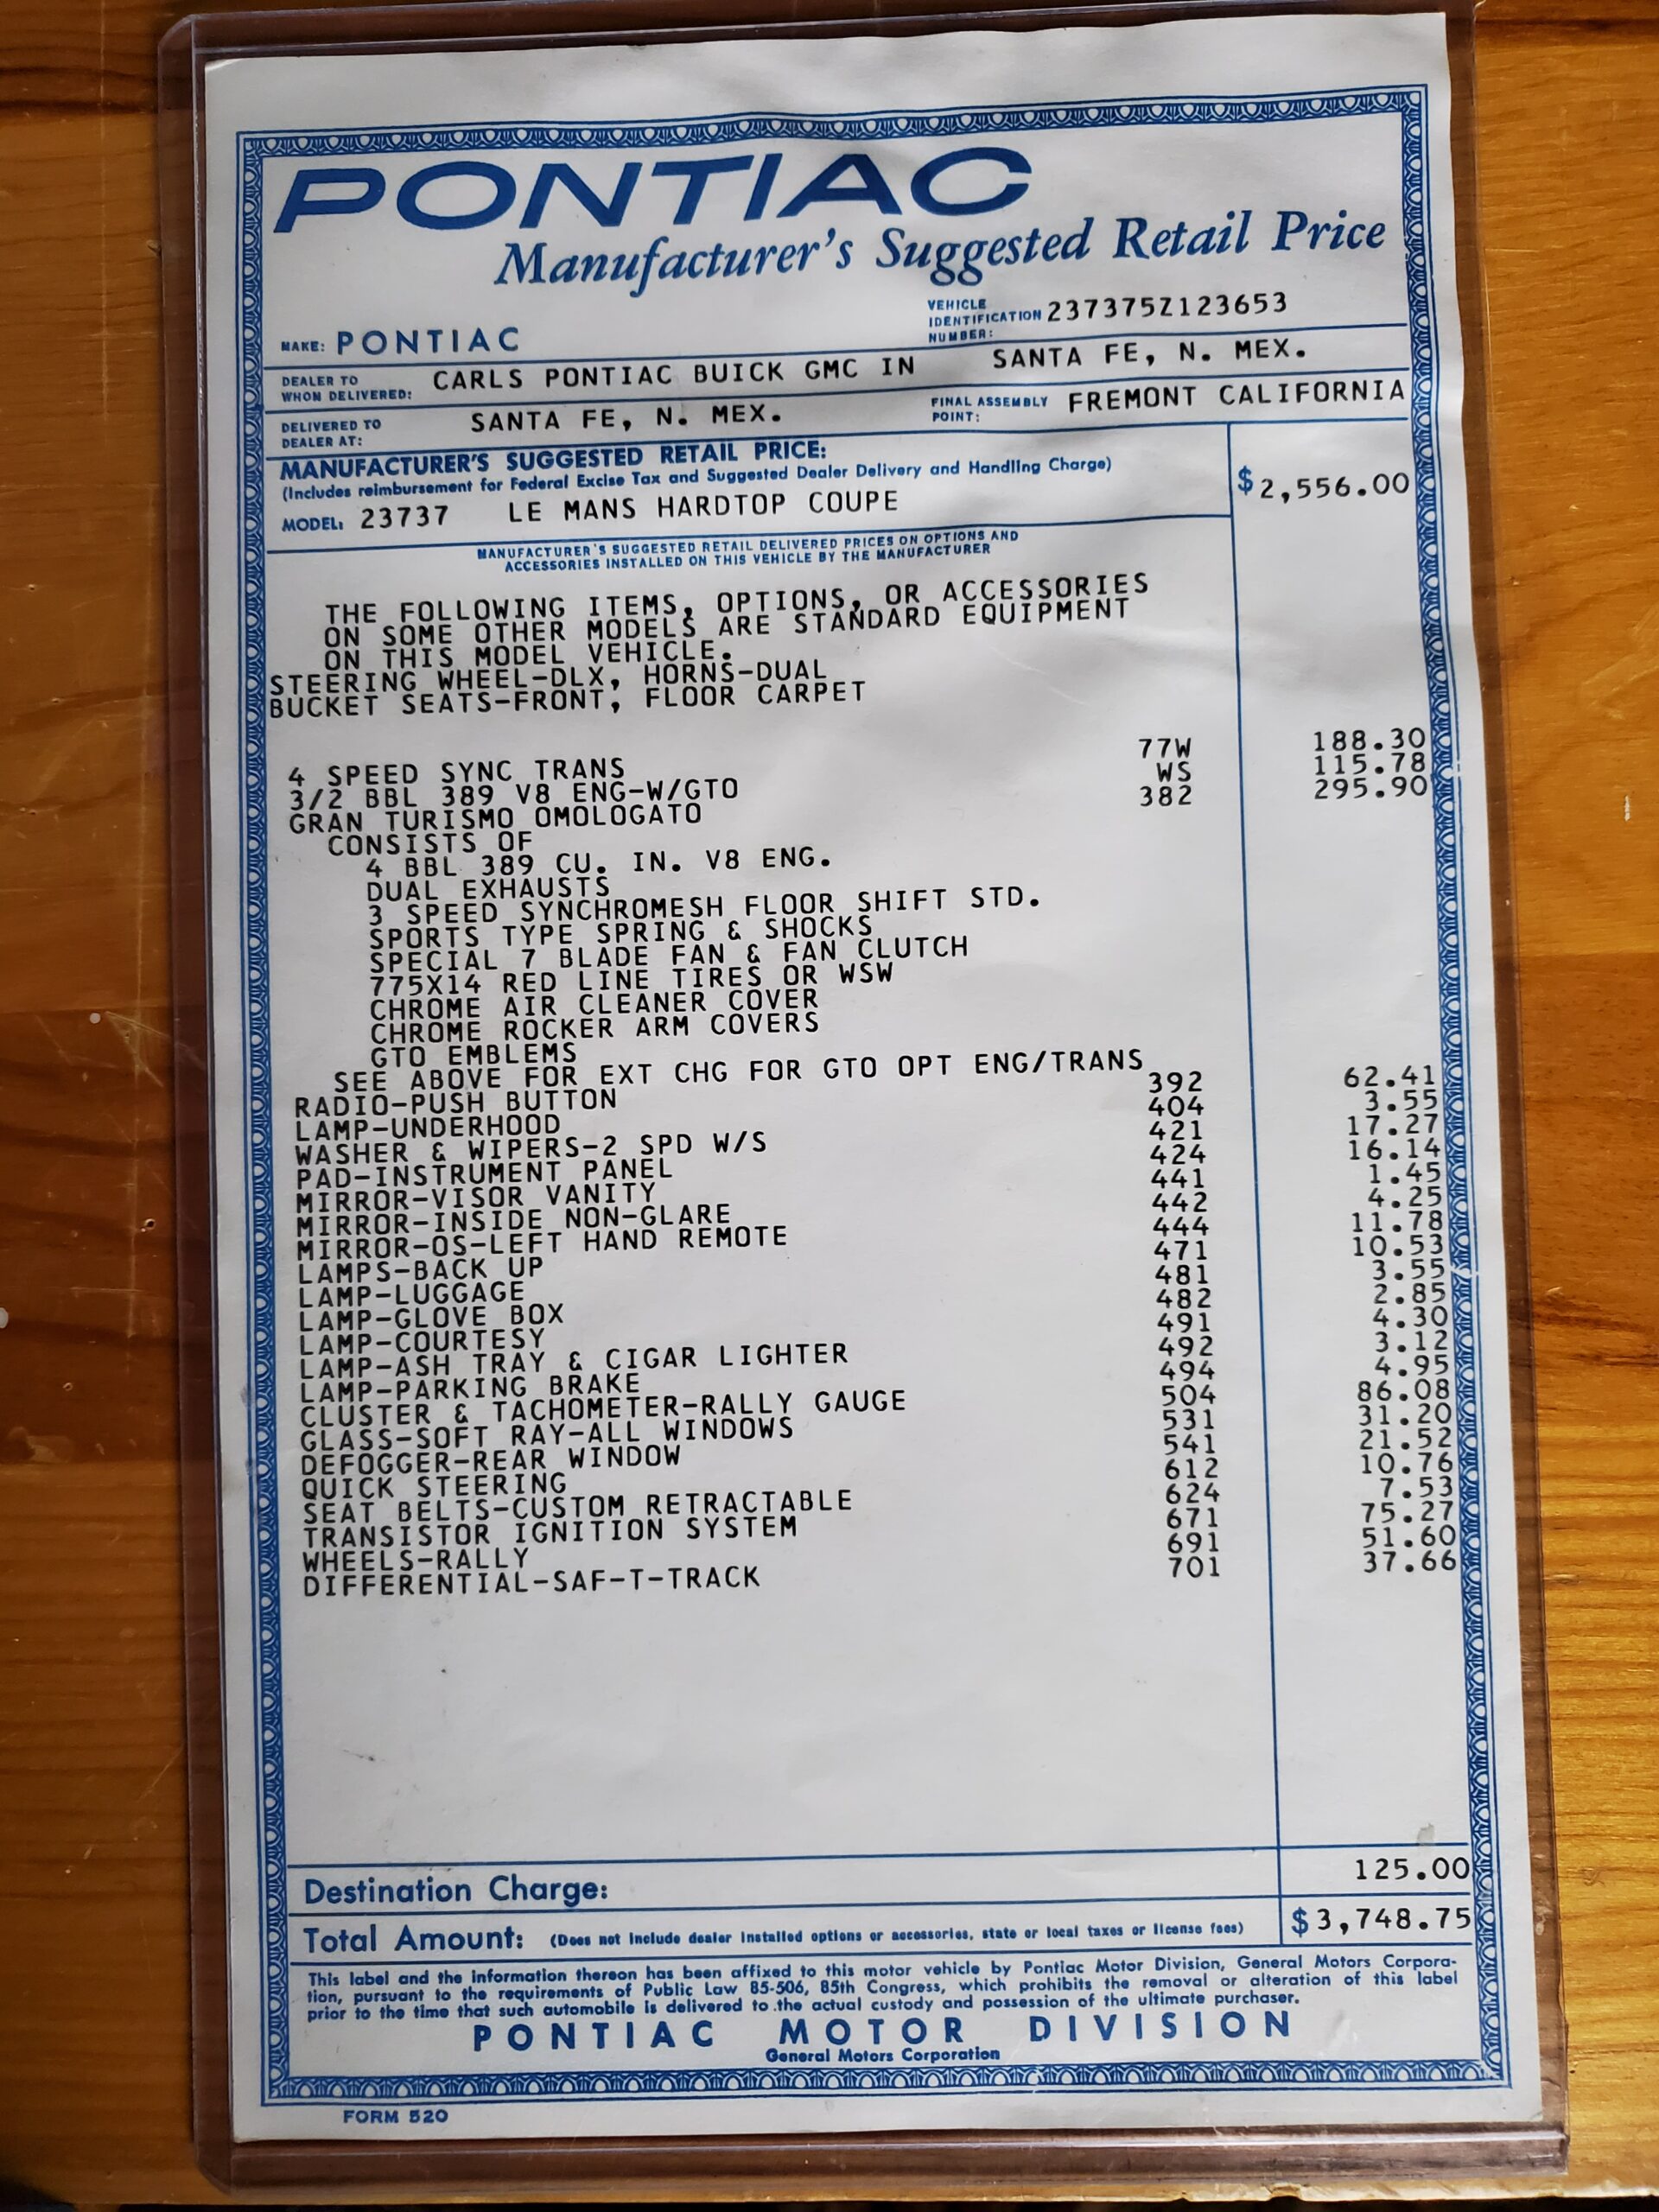 PONTIAC
Manufacturer's Suggested Retail Price
MAKE: PONTIAC
VEHICLE IDENTIFICATION NUMBER: 237375Z123653
DEALER TO WHOM DELIVERED: CARLS PONTIAC BUICK GMC IN SANTA FE, N. MEX.
DELIVERED TO DEALER AT: SANTA FE, N. MEX.
FINAL ASSEMBLY POINT: FREMONT CALIFORNIA
MANUFACTURER'S SUGGESTED RETAIL PRICE:
(Includes reimbursement for Federal Excise Tax and Suggested Dealer Delivery and Handling Charge)
$2,556.00
MODEL: 23737 LE MANS HARDTOP COUPE
MANUFACTURER'S SUGGESTED RETAIL DELIVERED PRICES ON OPTIONS AND
ACCESSORIES INSTALLED ON THIS VEHICLE BY THE MANUFACTURER
THE FOLLOWING ITEMS, OPTIONS, OR ACCESSORIES
ON SOME OTHER MODELS ARE STANDARD EQUIPMENT
ON THIS MODEL VEHICLE.
STEERING WHEEL-DLX, HORNS-DUAL
BUCKET SEATS-FRONT, FLOOR CARPET
4 SPEED SYNC TRANS 77W 188.30
3/2 BBL 389 V8 ENG-W/GTO WS 115.78
GRAN TURISMO OMOLOGATO 382 295.90
CONSISTS OF
4 BBL 389 CU. IN. V8 ENG.
DUAL EXHAUSTS
3 SPEED SYNCHROMESH FLOOR SHIFT STD.
SPORTS TYPE SPRING & SHOCKS
SPECIAL 7 BLADE FAN & FAN CLUTCH
775X14 RED LINE TIRES OR WSW
CHROME AIR CLEANER COVER
CHROME ROCKER ARM COVERS
GTO EMBLEMS
SEE ABOVE FOR EXT CHG FOR GTO OPT ENG/TRANS
RADIO-PUSH BUTTON 392 62.41
LAMP-UNDERHOOD 404 3.55
WASHER & WIPERS-2 SPD W/S 421 17.27
PAD-INSTRUMENT PANEL 424 16.14
MIRROR-VISOR VANITY 441 1.45
MIRROR-INSIDE NON-GLARE 442 4.25
MIRROR-OS-LEFT HAND REMOTE 444 11.78
LAMPS-BACK UP 471 10.53
LAMP-LUGGAGE 481 3.55
LAMP-GLOVE BOX 482 2.85
LAMP-COURTESY 491 4.30
LAMP-ASH TRAY & CIGAR LIGHTER 492 3.12
LAMP-PARKING BRAKE 494 4.95
CLUSTER & TACHOMETER-RALLY GAUGE 504 86.08
GLASS-SOFT RAY-ALL WINDOWS 531 31.20
DEFOGGER-REAR WINDOW 541 21.52
QUICK STEERING 612 10.76
SEAT BELTS-CUSTOM RETRACTABLE 624 7.53
TRANSISTOR IGNITION SYSTEM 671 75.27
WHEELS-RALLY 691 51.60
DIFFERENTIAL-SAF-T-TRACK 701 37.66
Destination Charge: 125.00
Total Amount: (Does not include dealer installed options or accessories, state or local taxes or license fees) $3,748.75
This label and the information thereon has been affixed to this motor vehicle by Pontiac Motor Division, General Motors Corpora-
tion, pursuant to the requirements of Public Law 85-506, 85th Congress, which prohibits the removal or alteration of this label
prior to the time that such automobile is delivered to the actual custody and possession of the ultimate purchaser.
PONTIAC MOTOR DIVISION
General Motors Corporation
FORM 520